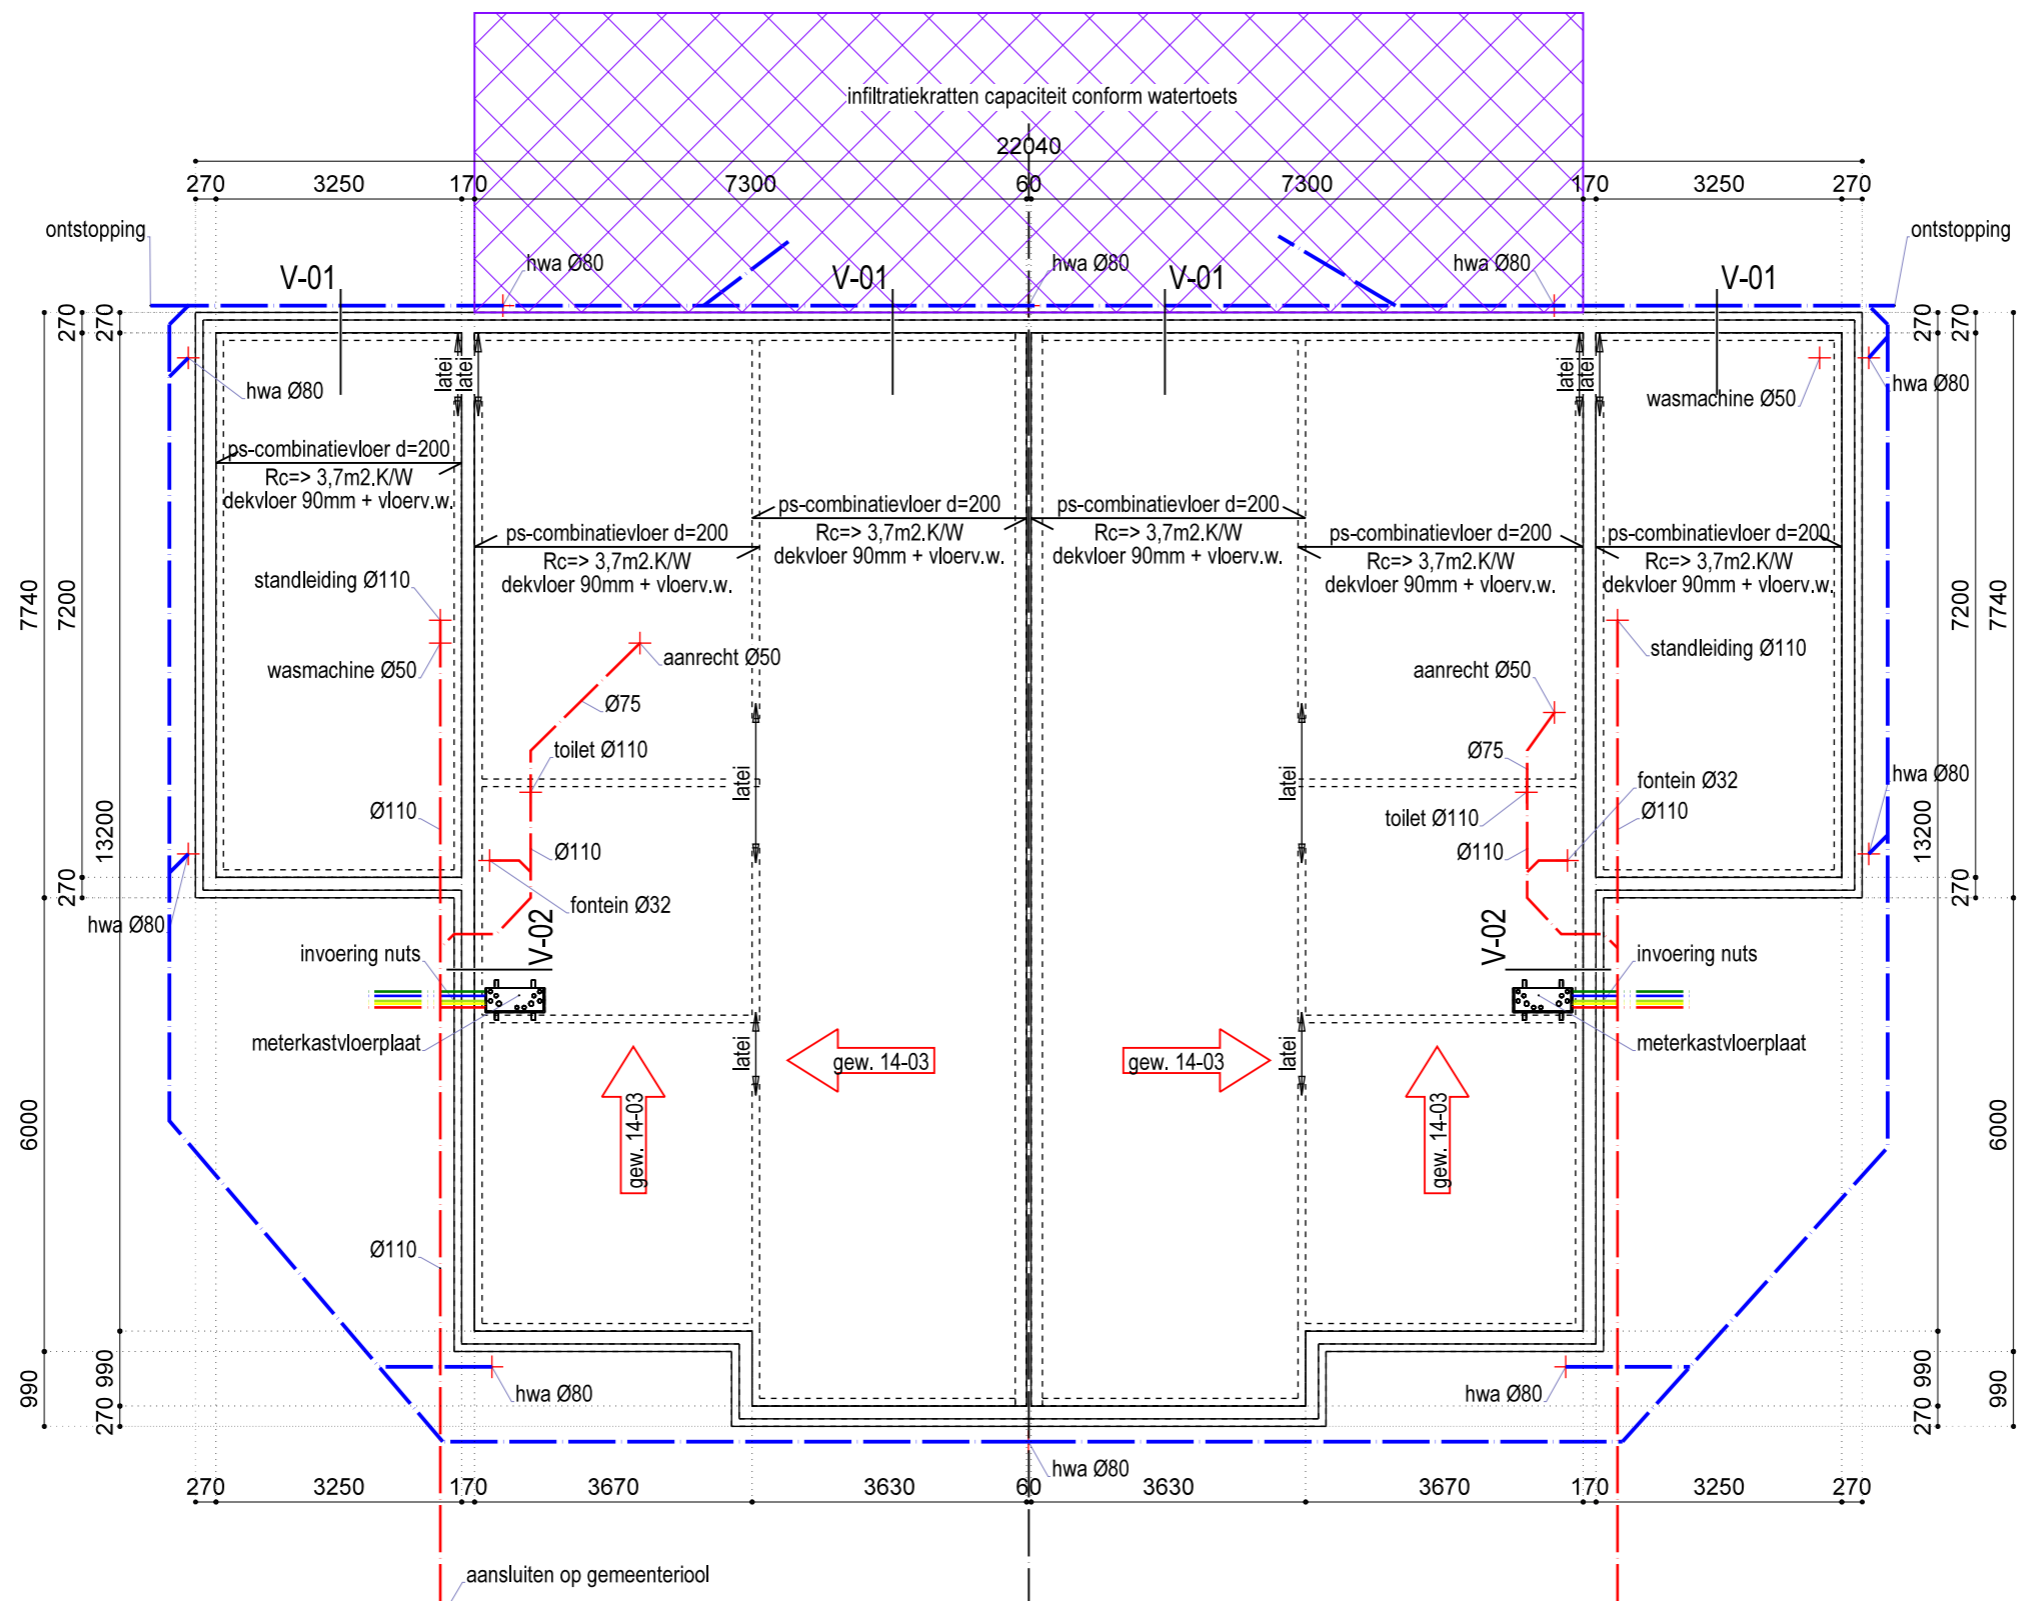 infiltratiekratten capaciteit conform watertoets
22040
270 3250 170 7300 60 7300 170 3250 270
ontstopping
ontstopping
hwa Ø80
hwa Ø80
hwa Ø80
V-01
V-01
V-01
V-01
270
270
270
270
latei
latei
latei
latei
hwa Ø80
hwa Ø80
wasmachine Ø50
ps-combinatievloer d=200
Rc=> 3,7m2.K/W
dekvloer 90mm + vloerv.w.
ps-combinatievloer d=200
Rc=> 3,7m2.K/W
dekvloer 90mm + vloerv.w.
ps-combinatievloer d=200
Rc=> 3,7m2.K/W
dekvloer 90mm + vloerv.w.
ps-combinatievloer d=200
Rc=> 3,7m2.K/W
dekvloer 90mm + vloerv.w.
ps-combinatievloer d=200
Rc=> 3,7m2.K/W
dekvloer 90mm + vloerv.w.
ps-combinatievloer d=200
Rc=> 3,7m2.K/W
dekvloer 90mm + vloerv.w.
7740
7200
7200
7740
standleiding Ø110
wasmachine Ø50
aanrecht Ø50
Ø75
toilet Ø110
standleiding Ø110
aanrecht Ø50
Ø75
toilet Ø110
fontein Ø32
Ø110
Ø110
hwa Ø80
latei
latei
13200
13200
Ø110
Ø110
fontein Ø32
270
270
hwa Ø80
V-02
V-02
invoering nuts
invoering nuts
meterkastvloerplaat
meterkastvloerplaat
latei
latei
gew. 14-03
gew. 14-03
gew. 14-03
gew. 14-03
6000
6000
Ø110
990
990
270
990
270
990
hwa Ø80
hwa Ø80
hwa Ø80
270 3250 170 3670 3630 60 3630 3670 170 3250 270
aansluiten op gemeenteriool